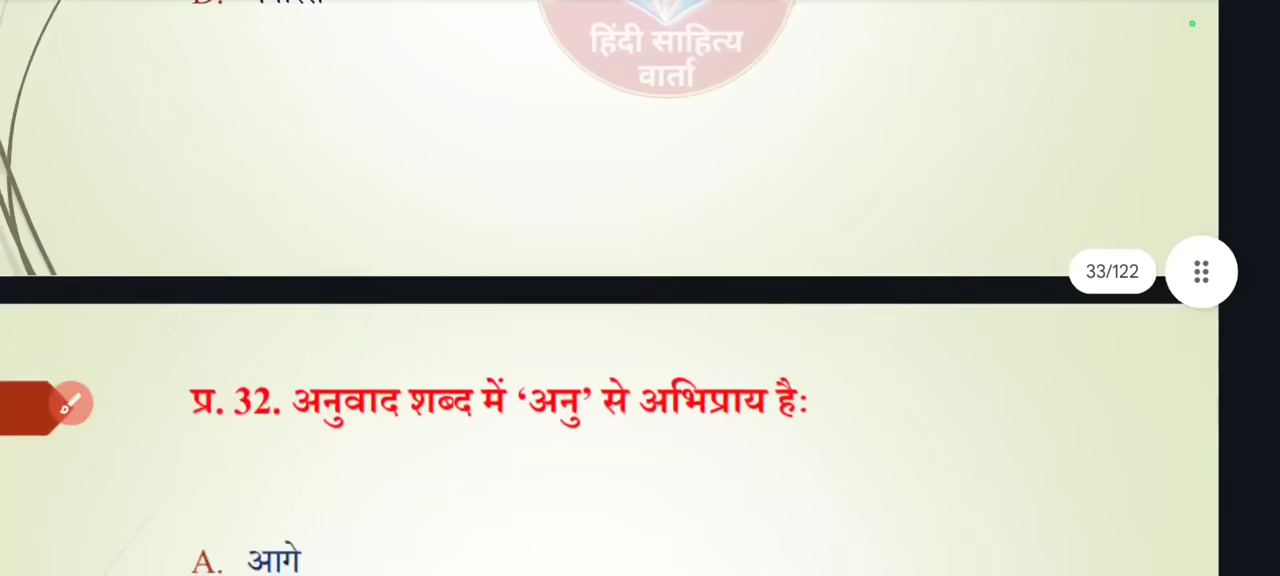 D.
हिंदी साहित्य
वार्ता
33/122
प्र. 32. अनुवाद शब्द में ‘अनु’ से अभिप्राय है:
A. आगे